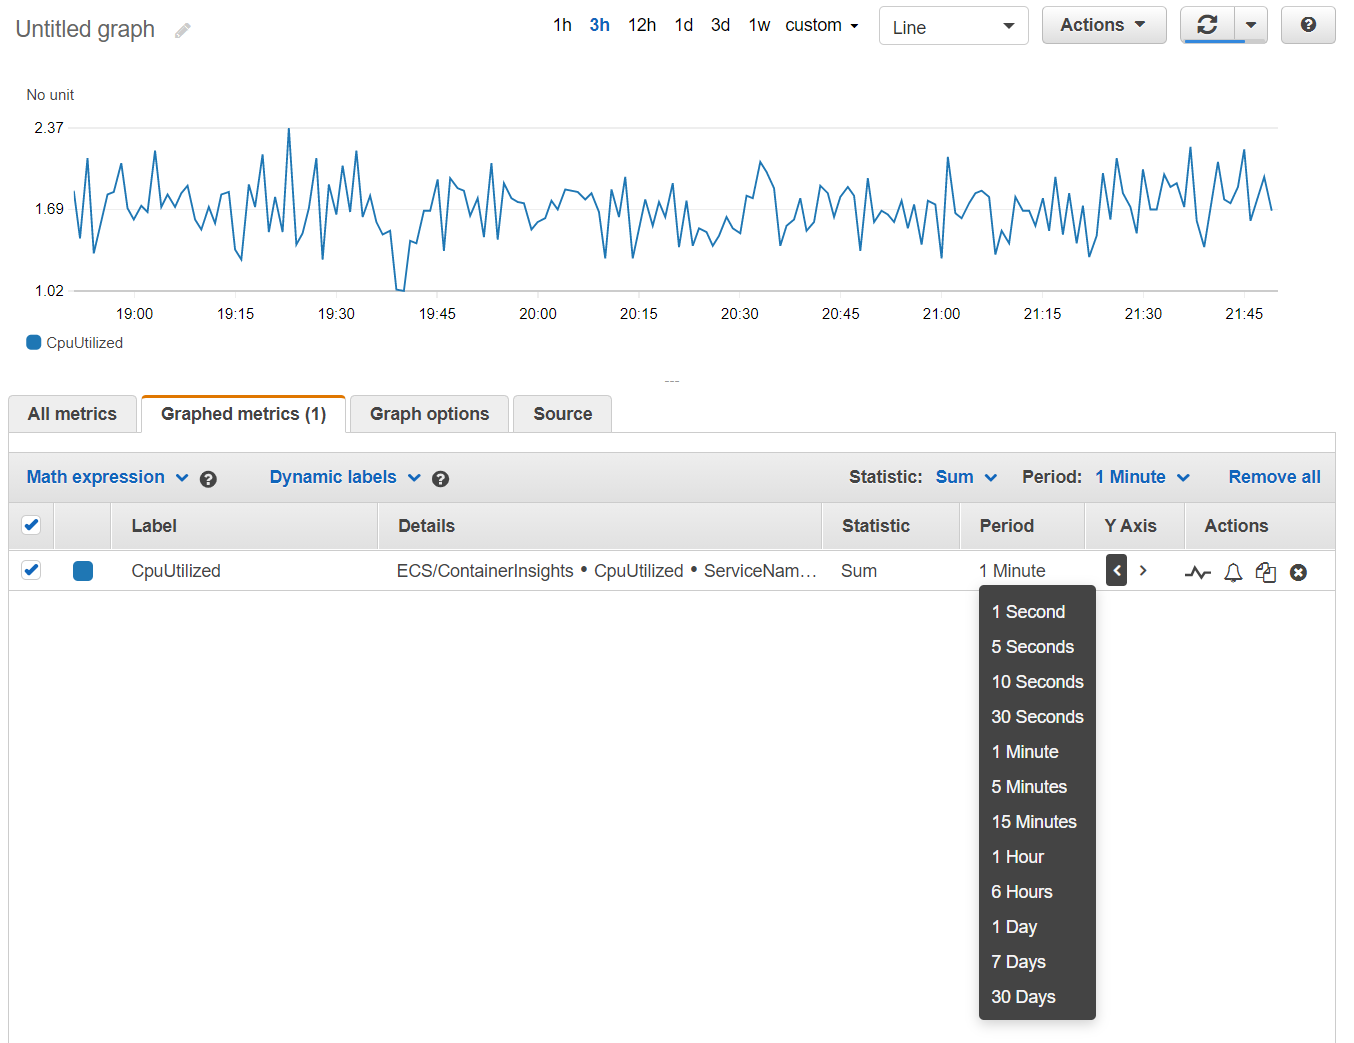 Untitled graph 1h 3h 12h 1d 3d 1w custom Line Actions
No unit
2.37
1.69
1.02
19:00 19:15 19:30 19:45 20:00 20:15 20:30 20:45 21:00 21:15 21:30 21:45
CpuUtilized
All metrics Graphed metrics (1) Graph options Source
Math expression Dynamic labels Statistic: Sum Period: 1 Minute Remove all
Label Details Statistic Period Y Axis Actions
CpuUtilized ECS/ContainerInsights • CpuUtilized • ServiceNam... Sum 1 Minute
1 Second
5 Seconds
10 Seconds
30 Seconds
1 Minute
5 Minutes
15 Minutes
1 Hour
6 Hours
1 Day
7 Days
30 Days